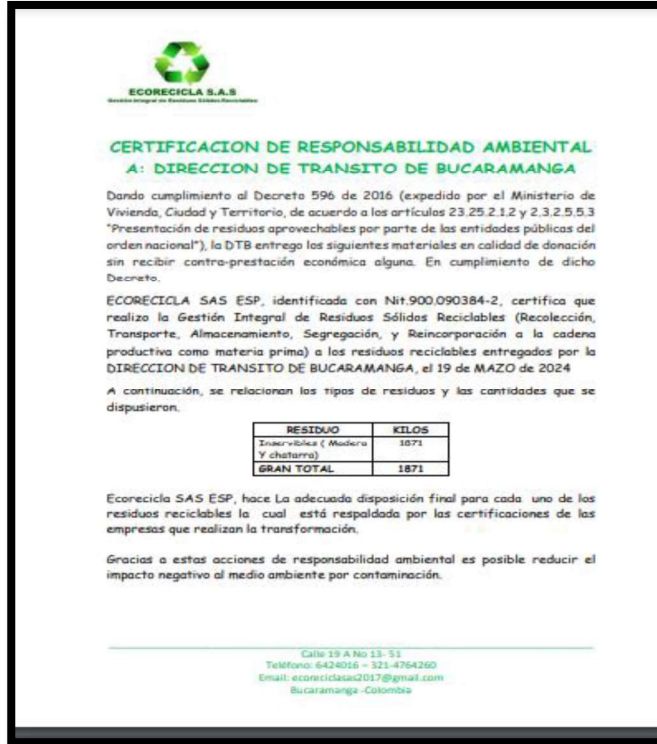 ECORECICLA S.A.S
Gestión Integral de Residuos Sólidos Reciclables
CERTIFICACION DE RESPONSABILIDAD AMBIENTAL
A: DIRECCION DE TRANSITO DE BUCARAMANGA
Dando cumplimiento al Decreto 596 de 2016 (expedido por el Ministerio de
Vivienda, Ciudad y Territorio, de acuerdo a los artículos 23.25.2.1.2 y 2.3.2.5.5.3
"Presentación de residuos aprovechables por parte de las entidades públicas del
orden nacional"), la DTB entrego los siguientes materiales en calidad de donación
sin recibir contra-prestación económica alguna. En cumplimiento de dicho
Decreto.
ECORECICLA SAS ESP, identificada con Nit.900.090384-2, certifica que
realizo la Gestión Integral de Residuos Sólidos Reciclables (Recolección,
Transporte, Almacenamiento, Segregación, y Reincorporación a la cadena
productiva como materia prima) a los residuos reciclables entregados por la
DIRECCION DE TRANSITO DE BUCARAMANGA, el 19 de MAZO de 2024
A continuación, se relacionan los tipos de residuos y las cantidades que se
dispusieron.
RESIDUO KILOS
Inservibles ( Madera 1871
Y chatarra)
GRAN TOTAL 1871
Ecorecicla SAS ESP, hace La adecuada disposición final para cada uno de los
residuos reciclables la cual está respaldada por las certificaciones de las
empresas que realizan la transformación.
Gracias a estas acciones de responsabilidad ambiental es posible reducir el
impacto negativo al medio ambiente por contaminación.
Calle 19 A No 13- 51
Teléfono: 6424016 – 321-4764260
Email: ecoreciclasas2017@gmail.com
Bucaramanga -Colombia